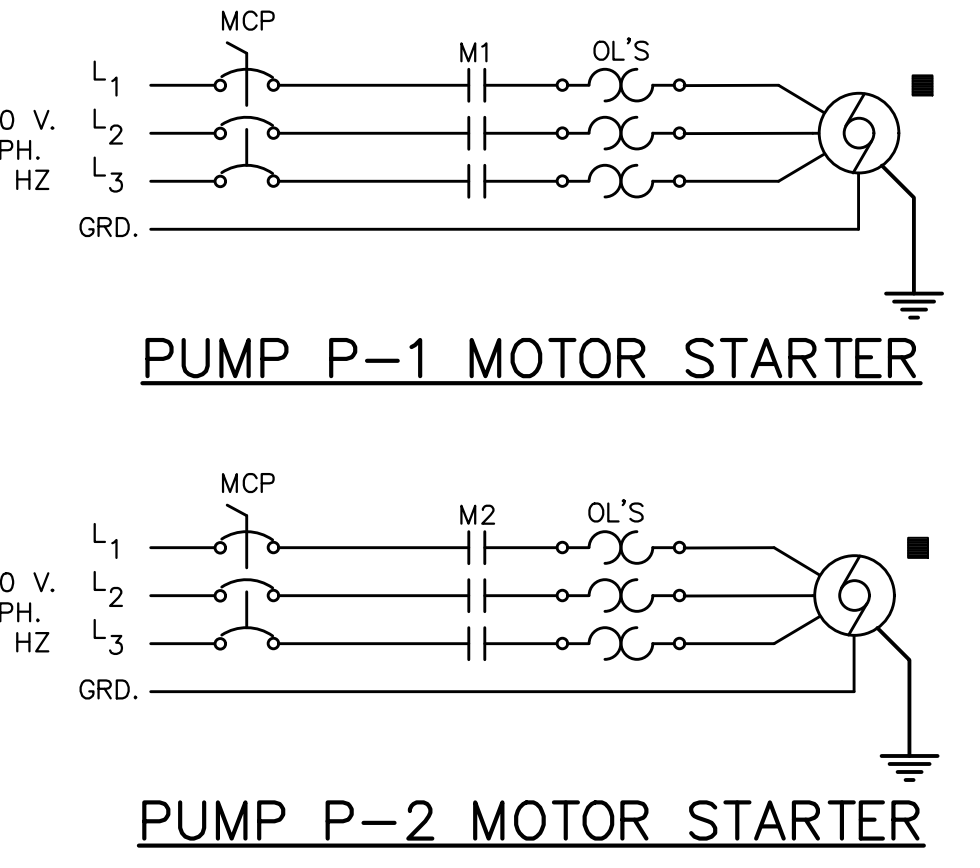 MCP
M1
OL'S
L1
0 V.
L2
PH.
HZ
L3
GRD.
PUMP P-1 MOTOR STARTER
MCP
M2
OL'S
L1
0 V.
L2
PH.
HZ
L3
GRD.
PUMP P-2 MOTOR STARTER